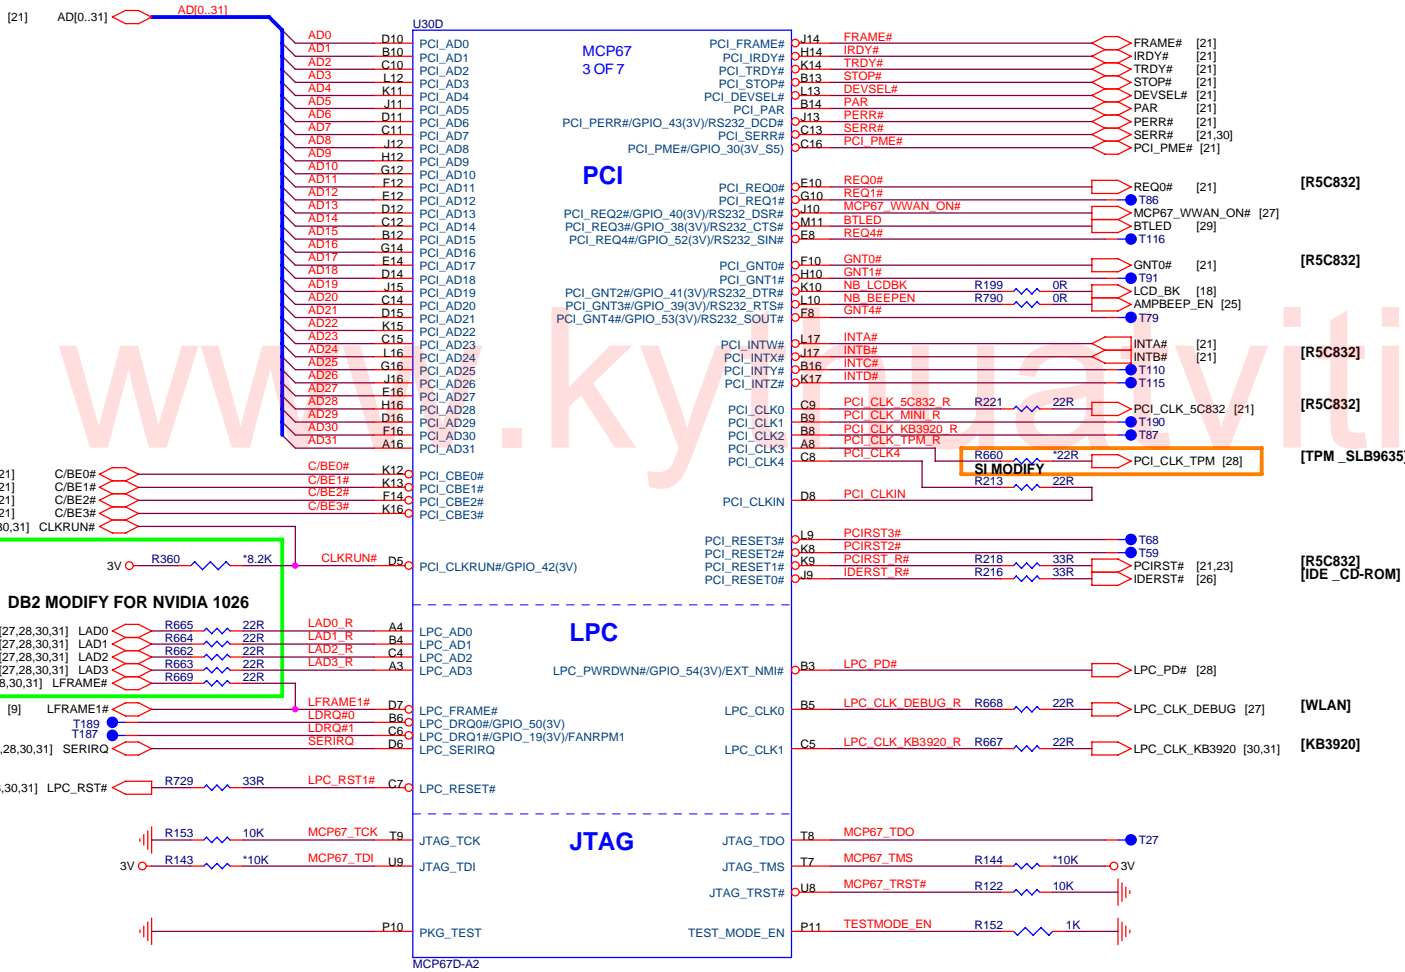 [21] AD[0..31] AD[0..31] U30D
MCP67
3 OF 7
AD0 D10 PCI_AD0 PCI_FRAME# J14 FRAME# FRAME# [21]
AD1 B10 PCI_AD1 PCI_IRDY# H14 IRDY# IRDY# [21]
AD2 C10 PCI_AD2 PCI_TRDY# K14 TRDY# TRDY# [21]
AD3 L12 PCI_AD3 PCI_STOP# B13 STOP# STOP# [21]
AD4 K11 PCI_AD4 PCI_DEVSEL# L13 DEVSEL# DEVSEL# [21]
AD5 J11 PCI_AD5 PCI_PAR B14 PAR PAR [21]
AD6 D11 PCI_AD6 PCI_PERR#/GPIO_43(3V)/RS232_DCD# J13 PERR# PERR# [21]
AD7 C11 PCI_AD7 PCI_SERR# C13 SERR# SERR# [21,30]
AD8 J12 PCI_AD8 PCI_PME#/GPIO_30(3V_S5) C16 PCI_PME# PCI_PME# [21]
AD9 H12 PCI_AD9
AD10 G12 PCI_AD10
PCI
AD11 F12 PCI_AD11 PCI_REQ0# E10 REQ0# REQ0# [21] [R5C832]
AD12 E12 PCI_AD12 PCI_REQ1# G10 REQ1# T86
AD13 D12 PCI_AD13 PCI_REQ2#/GPIO_40(3V)/RS232_DSR# J10 MCP67_WWAN_ON# MCP67_WWAN_ON# [27]
AD14 C12 PCI_AD14 PCI_REQ3#/GPIO_38(3V)/RS232_CTS# M11 BTLED BTLED [29]
AD15 B12 PCI_AD15 PCI_REQ4#/GPIO_52(3V)/RS232_SIN# E8 REQ4# T116
AD16 G14 PCI_AD16
AD17 E14 PCI_AD17 PCI_GNT0# F10 GNT0# GNT0# [21] [R5C832]
AD18 D14 PCI_AD18 PCI_GNT1# H10 GNT1# T91
AD19 J15 PCI_AD19 PCI_GNT2#/GPIO_41(3V)/RS232_DTR# K10 NB_LCDBK R199 0R LCD_BK [18]
AD20 C14 PCI_AD20 PCI_GNT3#/GPIO_39(3V)/RS232_RTS# L10 NB_BEEPEN R790 0R AMPBEEP_EN [25]
AD21 D15 PCI_AD21 PCI_GNT4#/GPIO_53(3V)/RS232_SOUT# F8 GNT4# T79
AD22 K15 PCI_AD22
AD23 C15 PCI_AD23 PCI_INTW# L17 INTA# INTA# [21]
AD24 L16 PCI_AD24 PCI_INTX# J17 INTB# INTB# [21] [R5C832]
AD25 G16 PCI_AD25 PCI_INTY# B16 INTC# T110
AD26 J16 PCI_AD26 PCI_INTZ# K17 INTD# T115
AD27 E16 PCI_AD27
AD28 H16 PCI_AD28 PCI_CLK0 C9 PCI_CLK_5C832_R R221 22R PCI_CLK_5C832 [21] [R5C832]
AD29 D16 PCI_AD29 PCI_CLK1 B9 PCI_CLK_MINI_R T190
AD30 F16 PCI_AD30 PCI_CLK2 B8 PCI_CLK_KB3920_R T87
AD31 A16 PCI_AD31 PCI_CLK3 A8 PCI_CLK_TPM_R
PCI_CLK4 C8 PCI_CLK4 R660 *22R PCI_CLK_TPM [28] [TPM _SLB9635]
SI MODIFY
21] C/BE0# C/BE0# K12 PCI_CBE0#
21] C/BE1# C/BE1# K13 PCI_CBE1# R213 22R
21] C/BE2# C/BE2# F14 PCI_CBE2# PCI_CLKIN D8 PCI_CLKIN
21] C/BE3# C/BE3# K16 PCI_CBE3#
30,31] CLKRUN#
PCI_RESET3# L9 PCIRST3# T68
PCI_RESET2# K8 PCIRST2# T59
3V R360 *8.2K CLKRUN# D5 PCI_CLKRUN#/GPIO_42(3V) PCI_RESET1# K9 PCIRST_R# R218 33R PCIRST# [21,23] [R5C832]
PCI_RESET0# J9 IDERST_R# R216 33R IDERST# [26] [IDE _CD-ROM]
DB2 MODIFY FOR NVIDIA 1026
LPC
[27,28,30,31] LAD0 R665 22R LAD0_R A4 LPC_AD0
[27,28,30,31] LAD1 R664 22R LAD1_R B4 LPC_AD1
[27,28,30,31] LAD2 R662 22R LAD2_R C4 LPC_AD2
[27,28,30,31] LAD3 R663 22R LAD3_R A3 LPC_AD3 LPC_PWRDWN#/GPIO_54(3V)/EXT_NMI# B3 LPC_PD# LPC_PD# [28]
8,30,31] LFRAME# R669 22R
[9] LFRAME1# LFRAME1# D7 LPC_FRAME# LPC_CLK0 B5 LPC_CLK_DEBUG_R R668 22R LPC_CLK_DEBUG [27] [WLAN]
T189 LDRQ#0 B6 LPC_DRQ0#/GPIO_50(3V)
T187 LDRQ#1 C6 LPC_DRQ1#/GPIO_19(3V)/FANRPM1
,28,30,31] SERIRQ SERIRQ D6 LPC_SERIRQ LPC_CLK1 C5 LPC_CLK_KB3920_R R667 22R LPC_CLK_KB3920 [30,31] [KB3920]
,30,31] LPC_RST# R729 33R LPC_RST1# C7 LPC_RESET#
JTAG
R153 10K MCP67_TCK T9 JTAG_TCK JTAG_TDO T8 MCP67_TDO T27
3V R143 *10K MCP67_TDI U9 JTAG_TDI JTAG_TMS T7 MCP67_TMS R144 *10K 3V
JTAG_TRST# U8 MCP67_TRST# R122 10K
P10 PKG_TEST TEST_MODE_EN P11 TESTMODE_EN R152 1K
MCP67D-A2
www.kythuatviti